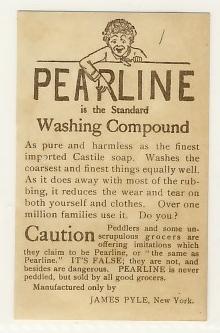 PEARLINE
is the Standard
Washing Compound
As pure and harmless as the finest
imported Castile soap. Washes the
coarsest and finest things equally well.
As it does away with most of the rub-
bing, it reduces the wear and tear on
both yourself and clothes. Over one
million families use it. Do you?
Caution Peddlers and some un-
scrupulous grocers are
offering imitations which
they claim to be Pearline, or "the same as
Pearline." IT'S FALSE; they are not, and
besides are dangerous. PEARLINE is never
peddled, but sold by all good grocers.
Manufactured only by
JAMES PYLE, New York.